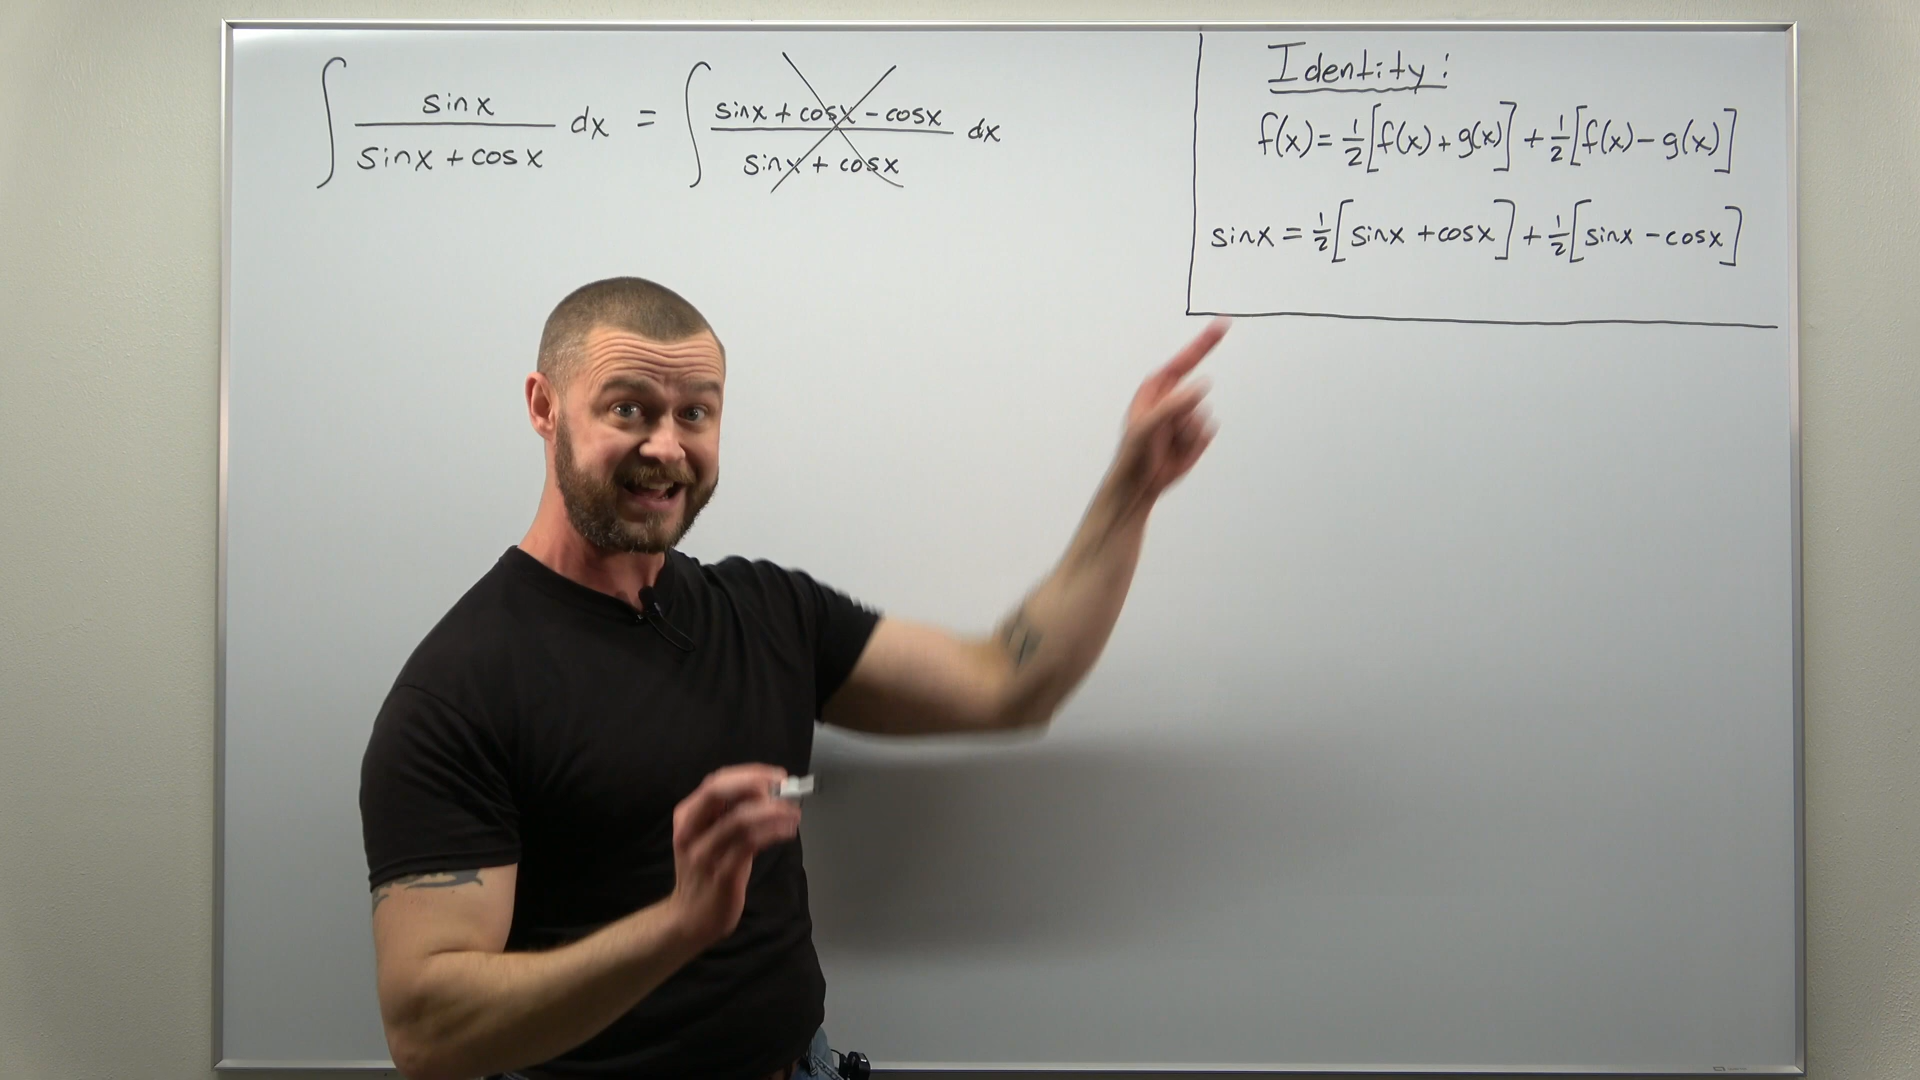 ∫ sinx / (sinx + cosx) dx = ∫ (sinx + cosx - cosx) / (sinx + cosx) dx
Identity:
f(x) = 1/2[f(x) + g(x)] + 1/2[f(x) - g(x)]
sinx = 1/2[sinx + cosx] + 1/2[sinx - cosx]